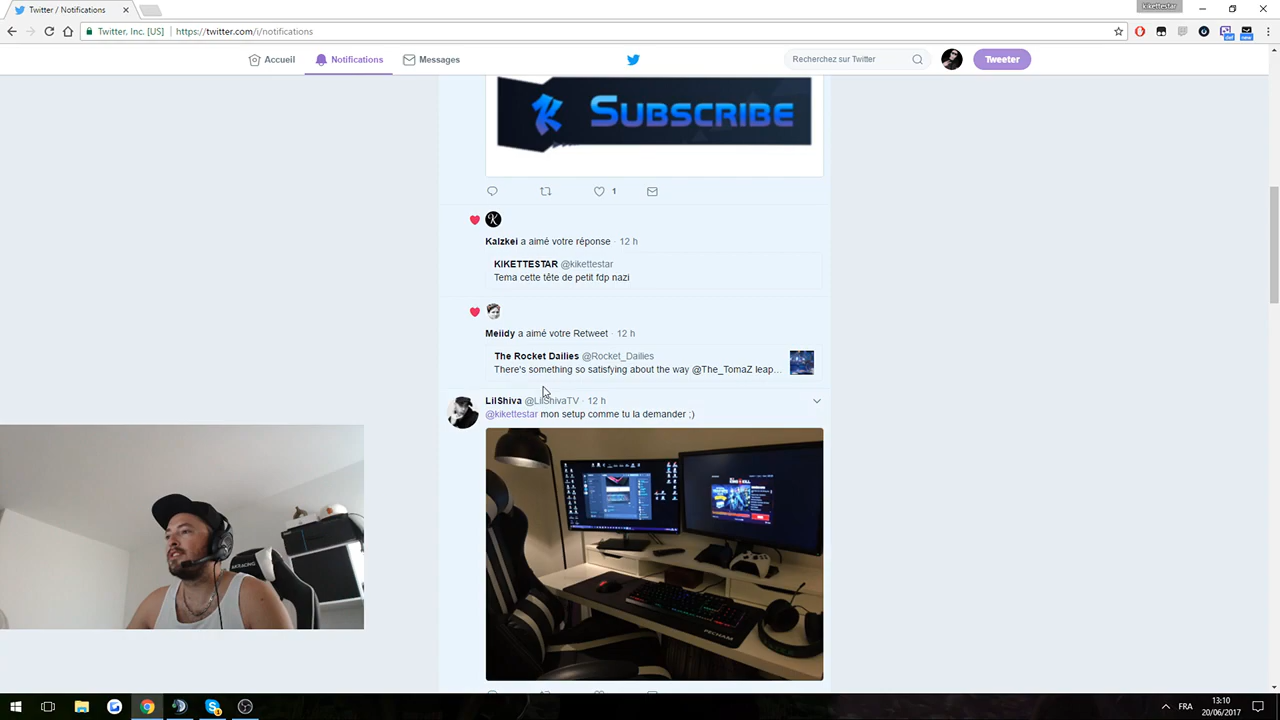 Twitter / Notifications
kikettestar
Twitter, Inc. [US]
https://twitter.com/i/notifications
Accueil
Notifications
Messages
Recherchez sur Twitter
Tweeter
SUBSCRIBE
1
Kalzkei a aimé votre réponse · 12 h
KIKETTESTAR @kikettestar
Tema cette tête de petit fdp nazi
Meiidy a aimé votre Retweet · 12 h
The Rocket Dailies @Rocket_Dailies
There's something so satisfying about the way @The_TomaZ leap...
LilShiva @LilShivaTV · 12 h
@kikettestar mon setup comme tu la demander ;)
PECHAM
AKRACING
FRA
13:10
20/06/2017